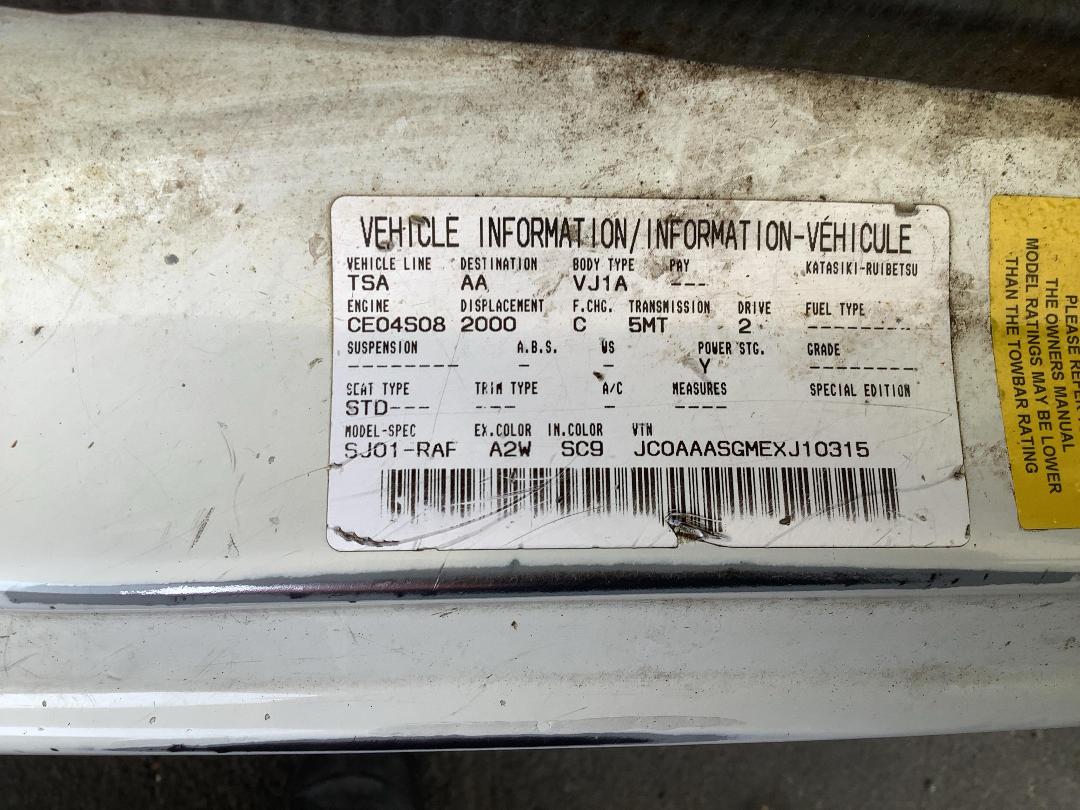 VEHICLE INFORMATION/INFORMATION-VÉHICULE
VEHICLE LINE DESTINATION BODY TYPE PAY KATASIKI-RUIBETSU
TSA AA VJ1A ---
ENGINE DISPLACEMENT F.CHG. TRANSMISSION DRIVE FUEL TYPE
CE04S08 2000 C 5MT 2 ----------
SUSPENSION A.B.S. WS POWER STG. GRADE
--------- - - Y ----------
SEAT TYPE TRIM TYPE A/C MEASURES SPECIAL EDITION
STD--- --- - ----
MODEL-SPEC EX.COLOR IN.COLOR VIN
SJ01-RAF A2W SC9 JC0AAASGMEXJ10315
PLEASE REFER
THE OWNERS MANUAL
MODEL RATINGS MAY BE LOWER
THAN THE TOWBAR RATING